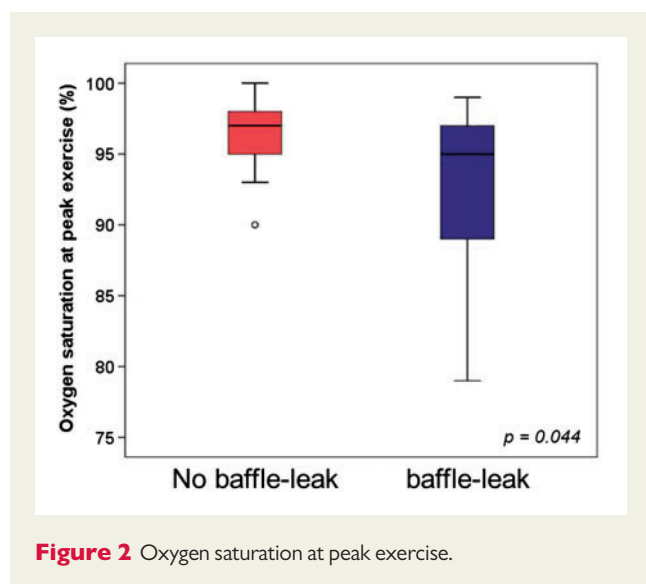 Oxygen saturation at peak exercise (%)
100
95
90
85
80
75
p = 0.044
No baffle-leak baffle-leak
Figure 2 Oxygen saturation at peak exercise.